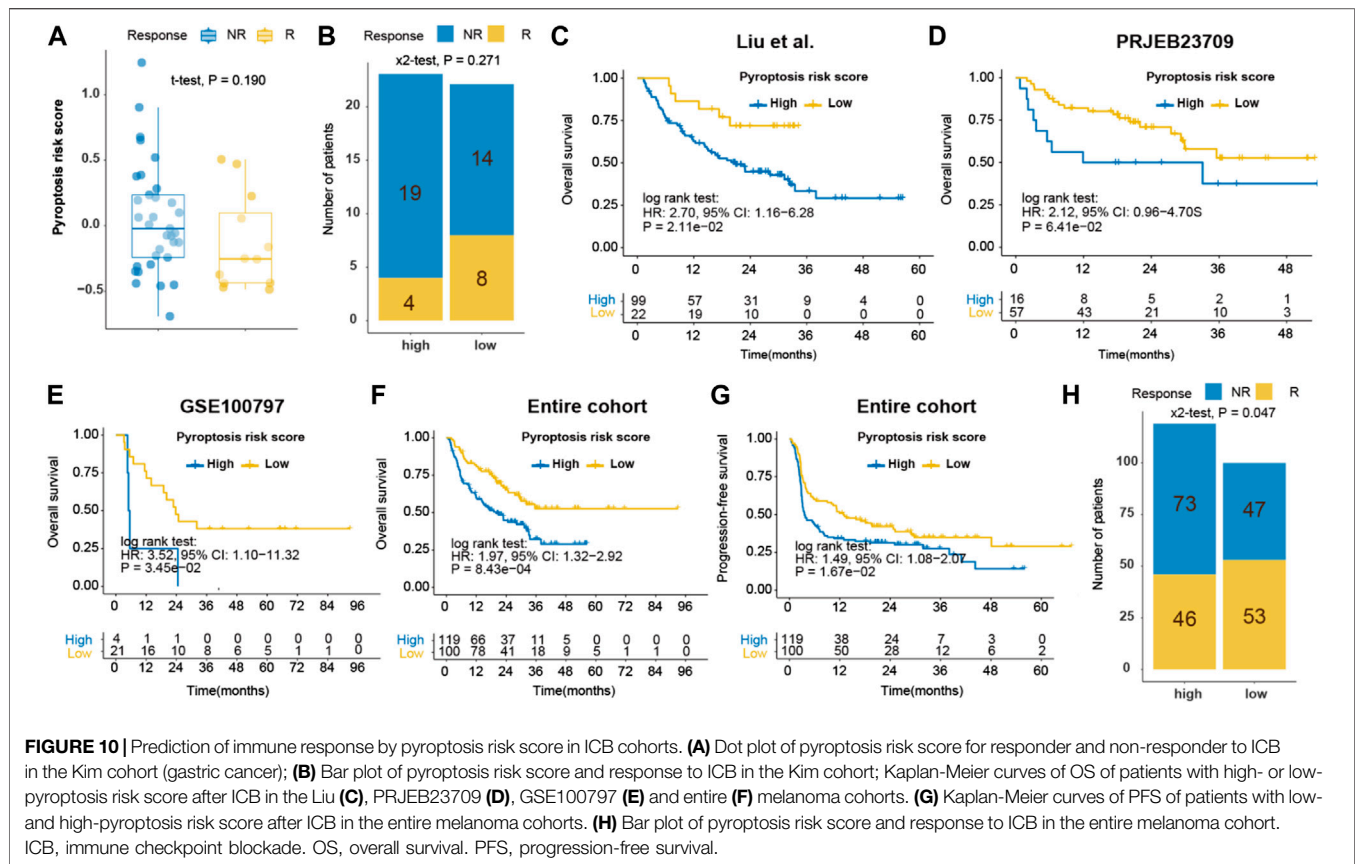 A
Response NR R
t-test, P = 0.190
Pyroptosis risk score
1.0
0.5
0.0
−0.5
B
Response NR R
x2-test, P = 0.271
Number of patients
20
15
10
5
0
19
14
4
8
high low
C
Liu et al.
Pyroptosis risk score
High Low
Overall survival
1.00
0.75
0.50
0.25
0.00
log rank test:
HR: 2.70, 95% CI: 1.16−6.28
P = 2.11e−02
0 12 24 36 48 60
High 99 57 31 9 4 0
Low 22 19 10 0 0 0
0 12 24 36 48 60
Time(months)
D
PRJEB23709
Pyroptosis risk score
High Low
Overall survival
1.00
0.75
0.50
0.25
0.00
log rank test:
HR: 2.12, 95% CI: 0.96−4.70S
P = 6.41e−02
0 12 24 36 48
High 16 8 5 2 1
Low 57 43 21 10 3
0 12 24 36 48
Time(months)
E
GSE100797
Pyroptosis risk score
High Low
Overall survival
1.00
0.75
0.50
0.25
0.00
log rank test:
HR: 3.52, 95% CI: 1.10−11.32
P = 3.45e−02
0 12 24 36 48 60 72 84 96
High 4 1 1 0 0 0 0 0 0
Low 21 16 10 8 6 5 1 1 0
0 12 24 36 48 60 72 84 96
Time(months)
F
Entire cohort
Pyroptosis risk score
High Low
Overall survival
1.00
0.75
0.50
0.25
0.00
log rank test:
HR: 1.97, 95% CI: 1.32−2.92
P = 8.43e−04
0 12 24 36 48 60 72 84 96
High 119 66 37 11 5 0 0 0 0
Low 100 78 41 18 9 5 1 1 0
0 12 24 36 48 60 72 84 96
Time(months)
G
Entire cohort
Pyroptosis risk score
High Low
Progression-free survival
1.00
0.75
0.50
0.25
0.00
log rank test:
HR: 1.49, 95% CI: 1.08−2.07
P = 1.67e−02
0 12 24 36 48 60
High 119 38 24 7 3 0
Low 100 50 28 12 6 2
0 12 24 36 48 60
Time(months)
H
Response NR R
x2-test, P = 0.047
Number of patients
100
75
50
25
0
73
47
46
53
high low
FIGURE 10 | Prediction of immune response by pyroptosis risk score in ICB cohorts. (A) Dot plot of pyroptosis risk score for responder and non-responder to ICB
in the Kim cohort (gastric cancer); (B) Bar plot of pyroptosis risk score and response to ICB in the Kim cohort; Kaplan-Meier curves of OS of patients with high- or low-
pyroptosis risk score after ICB in the Liu (C), PRJEB23709 (D), GSE100797 (E) and entire (F) melanoma cohorts. (G) Kaplan-Meier curves of PFS of patients with low-
and high-pyroptosis risk score after ICB in the entire melanoma cohorts. (H) Bar plot of pyroptosis risk score and response to ICB in the entire melanoma cohort.
ICB, immune checkpoint blockade. OS, overall survival. PFS, progression-free survival.